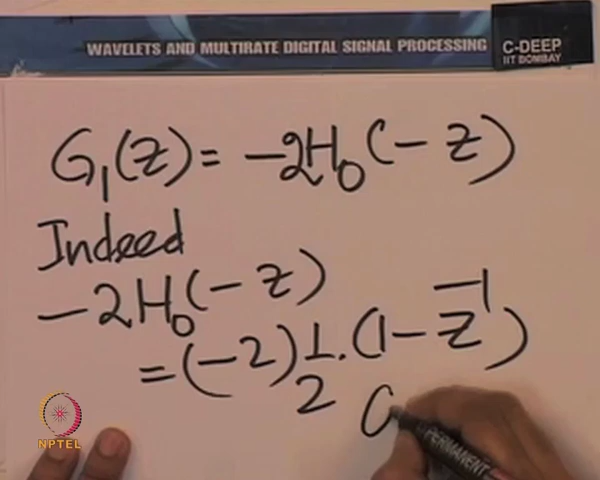 WAVELETS AND MULTIRATE DIGITAL SIGNAL PROCESSING
C-DEEP
IIT BOMBAY
G₁(Z) = -2H₀(-Z)
Indeed
-2H₀(-Z)
= (-2) 1/2 · (1 - Z⁻¹)
NPTEL
PERMANENT